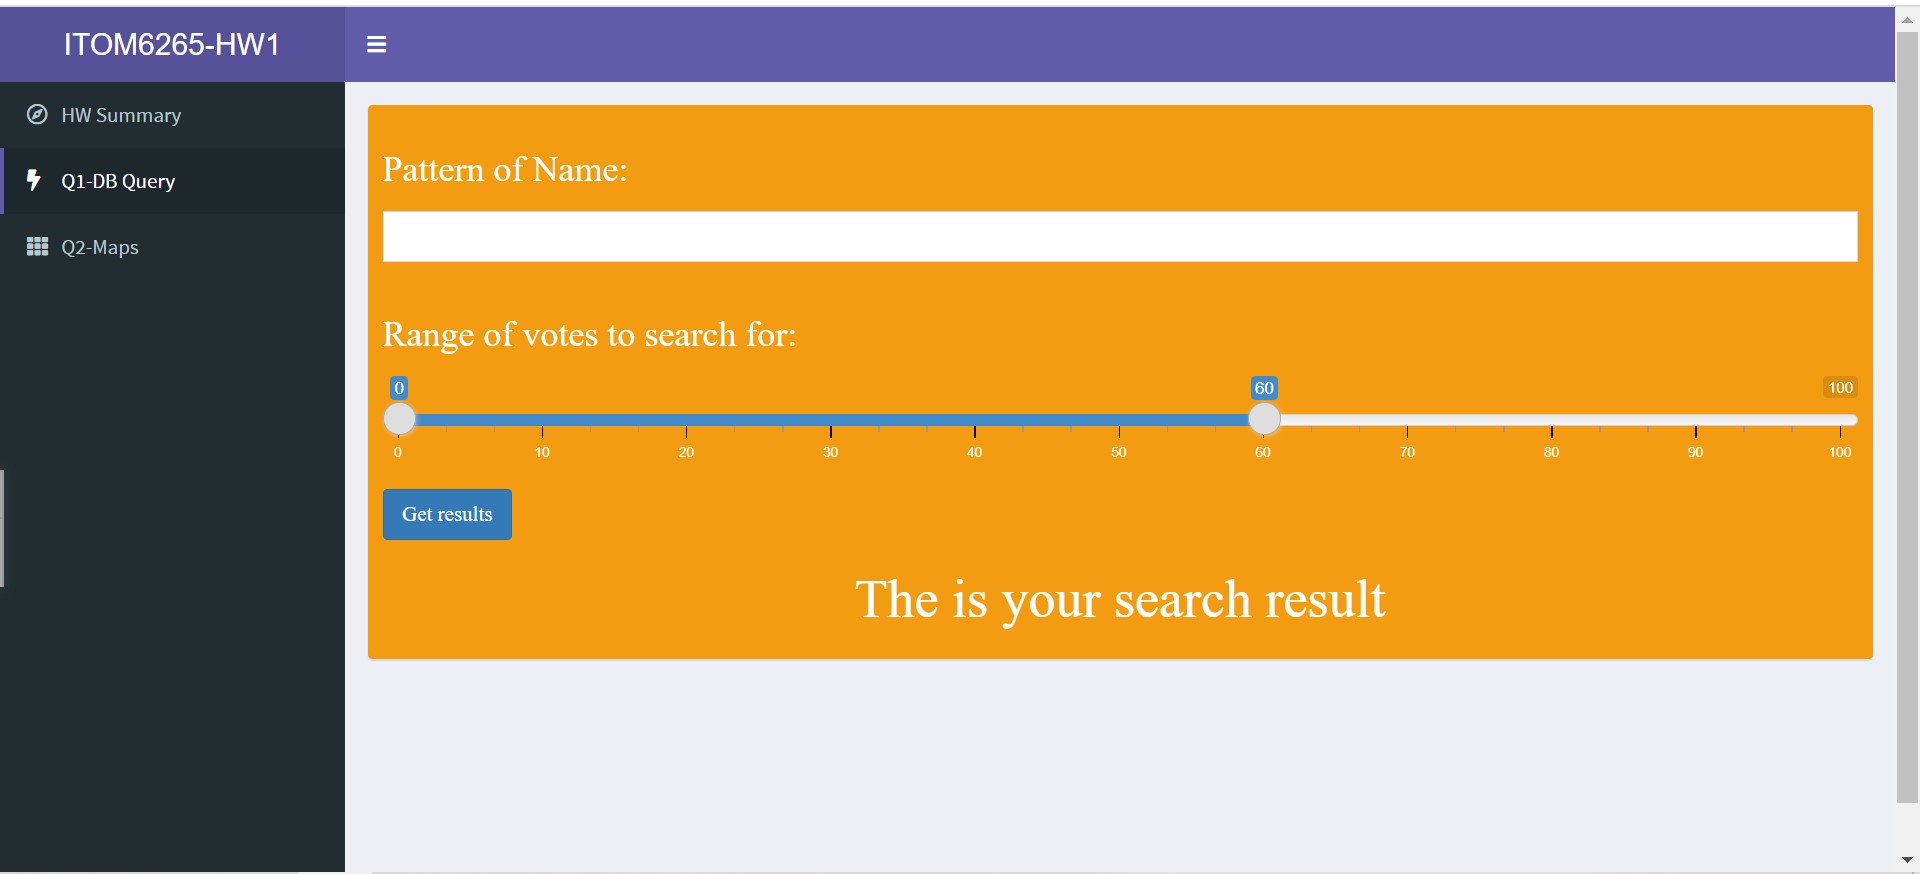 ITOM6265-HW1
HW Summary
Q1-DB Query
Q2-Maps
Pattern of Name:
Range of votes to search for:
0 60 100
0 10 20 30 40 50 60 70 80 90 100
Get results
The is your search result